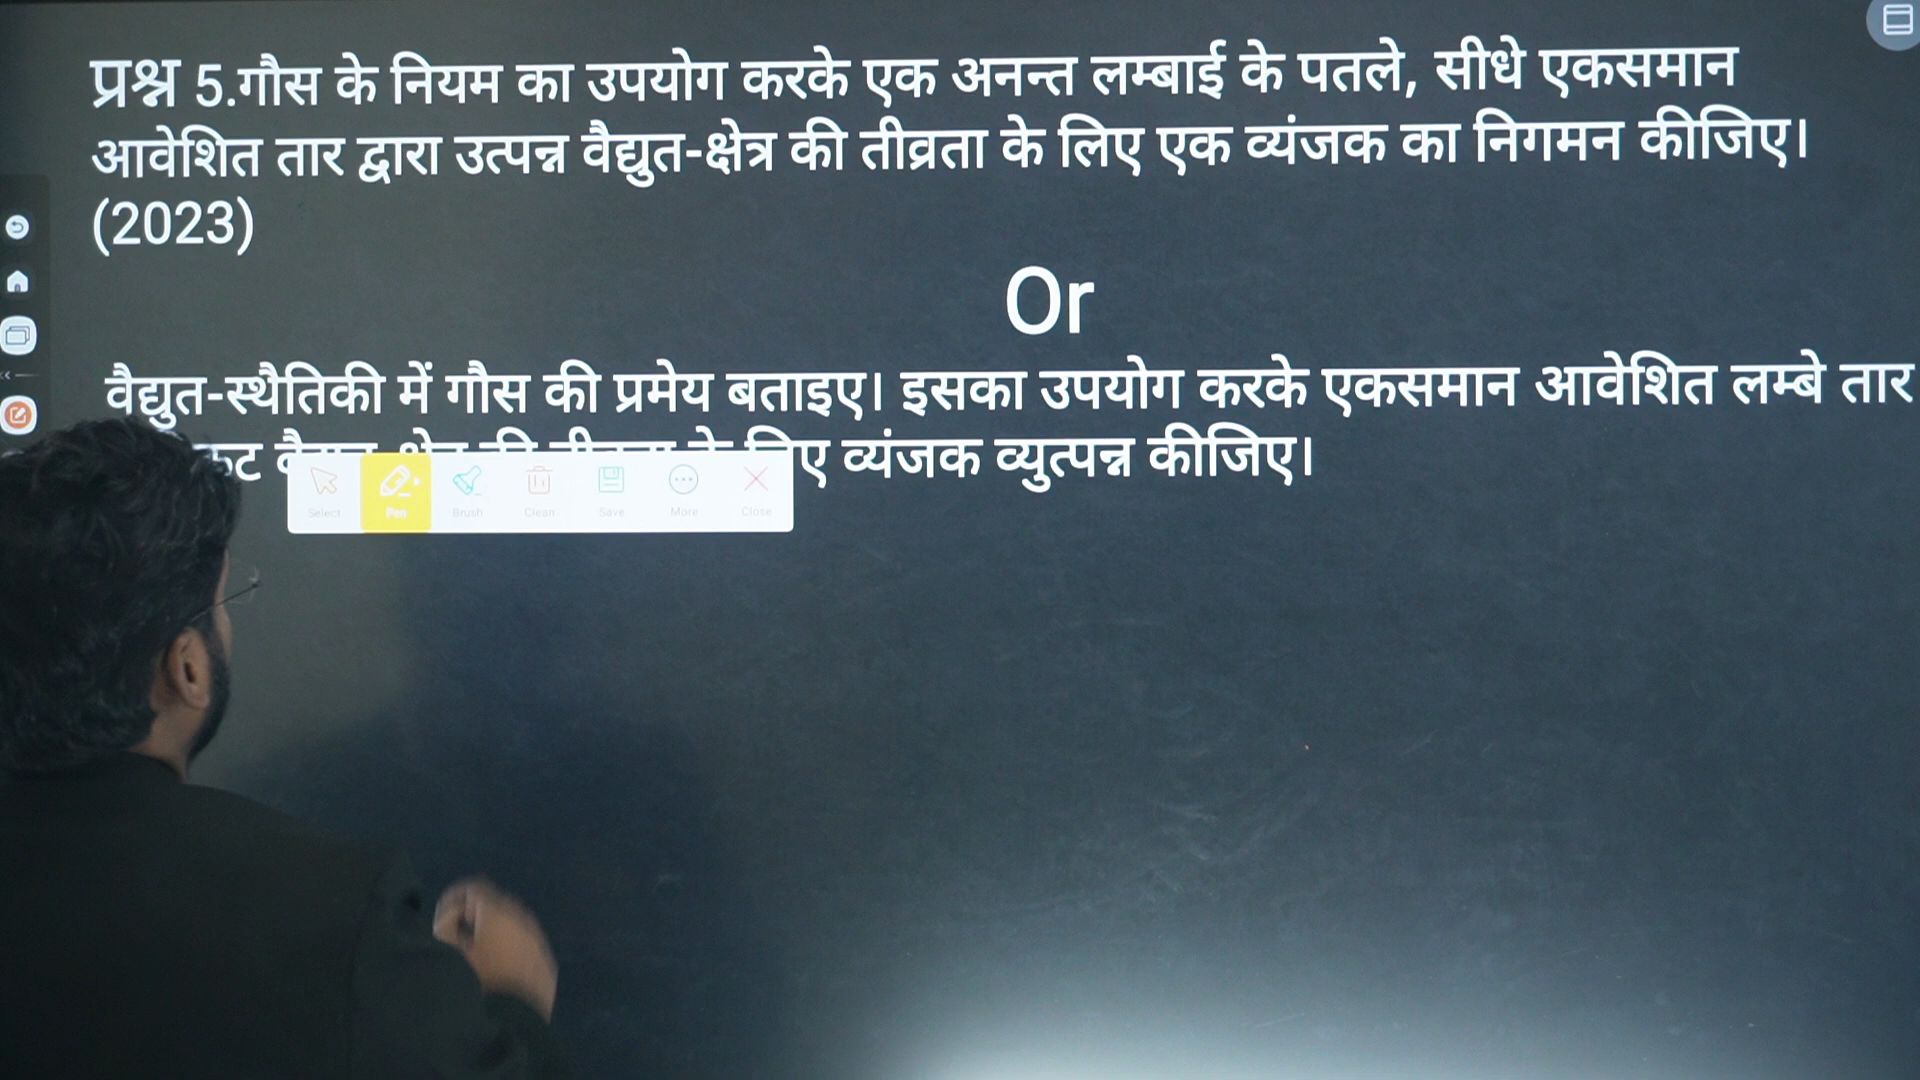 प्रश्न 5.गौस के नियम का उपयोग करके एक अनन्त लम्बाई के पतले, सीधे एकसमान
आवेशित तार द्वारा उत्पन्न वैद्युत-क्षेत्र की तीव्रता के लिए एक व्यंजक का निगमन कीजिए।
(2023)
Or
वैद्युत-स्थैतिकी में गौस की प्रमेय बताइए। इसका उपयोग करके एकसमान आवेशित लम्बे तार
व्यंजक व्युत्पन्न कीजिए।
Select Pen Brush Clean Save More Close